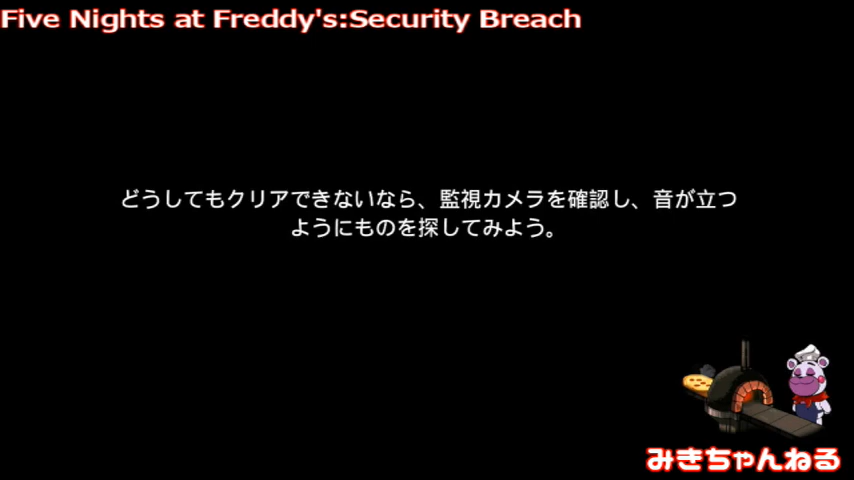 Five Nights at Freddy's:Security Breach
どうしてもクリアできないなら、監視カメラを確認し、音が立つ
ようにものを探してみよう。
みきちゃんねる